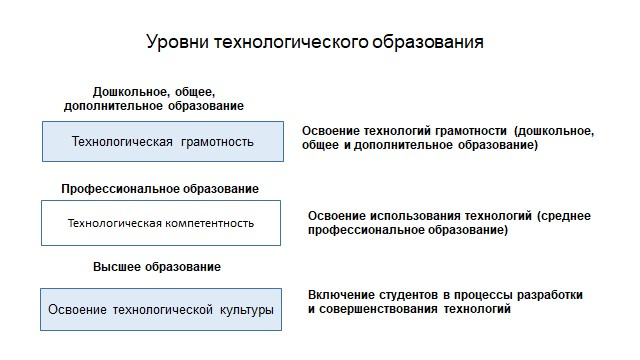 Уровни технологического образования
Дошкольное, общее,
дополнительное образование
Технологическая грамотность
Освоение технологий грамотности (дошкольное,
общее и дополнительное образование)
Профессиональное образование
Технологическая компетентность
Освоение использования технологий (среднее
профессиональное образование)
Высшее образование
Освоение технологической культуры
Включение студентов в процессы разработки
и совершенствования технологий